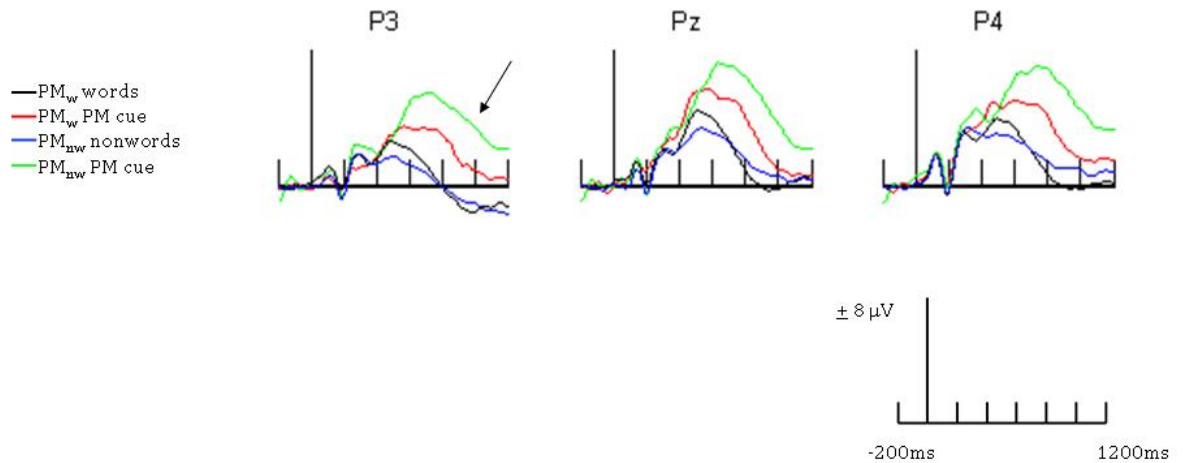 P3
Pz
P4
PMw words
PMw PM cue
PMnw nonwords
PMnw PM cue
± 8 µV
-200ms
1200ms